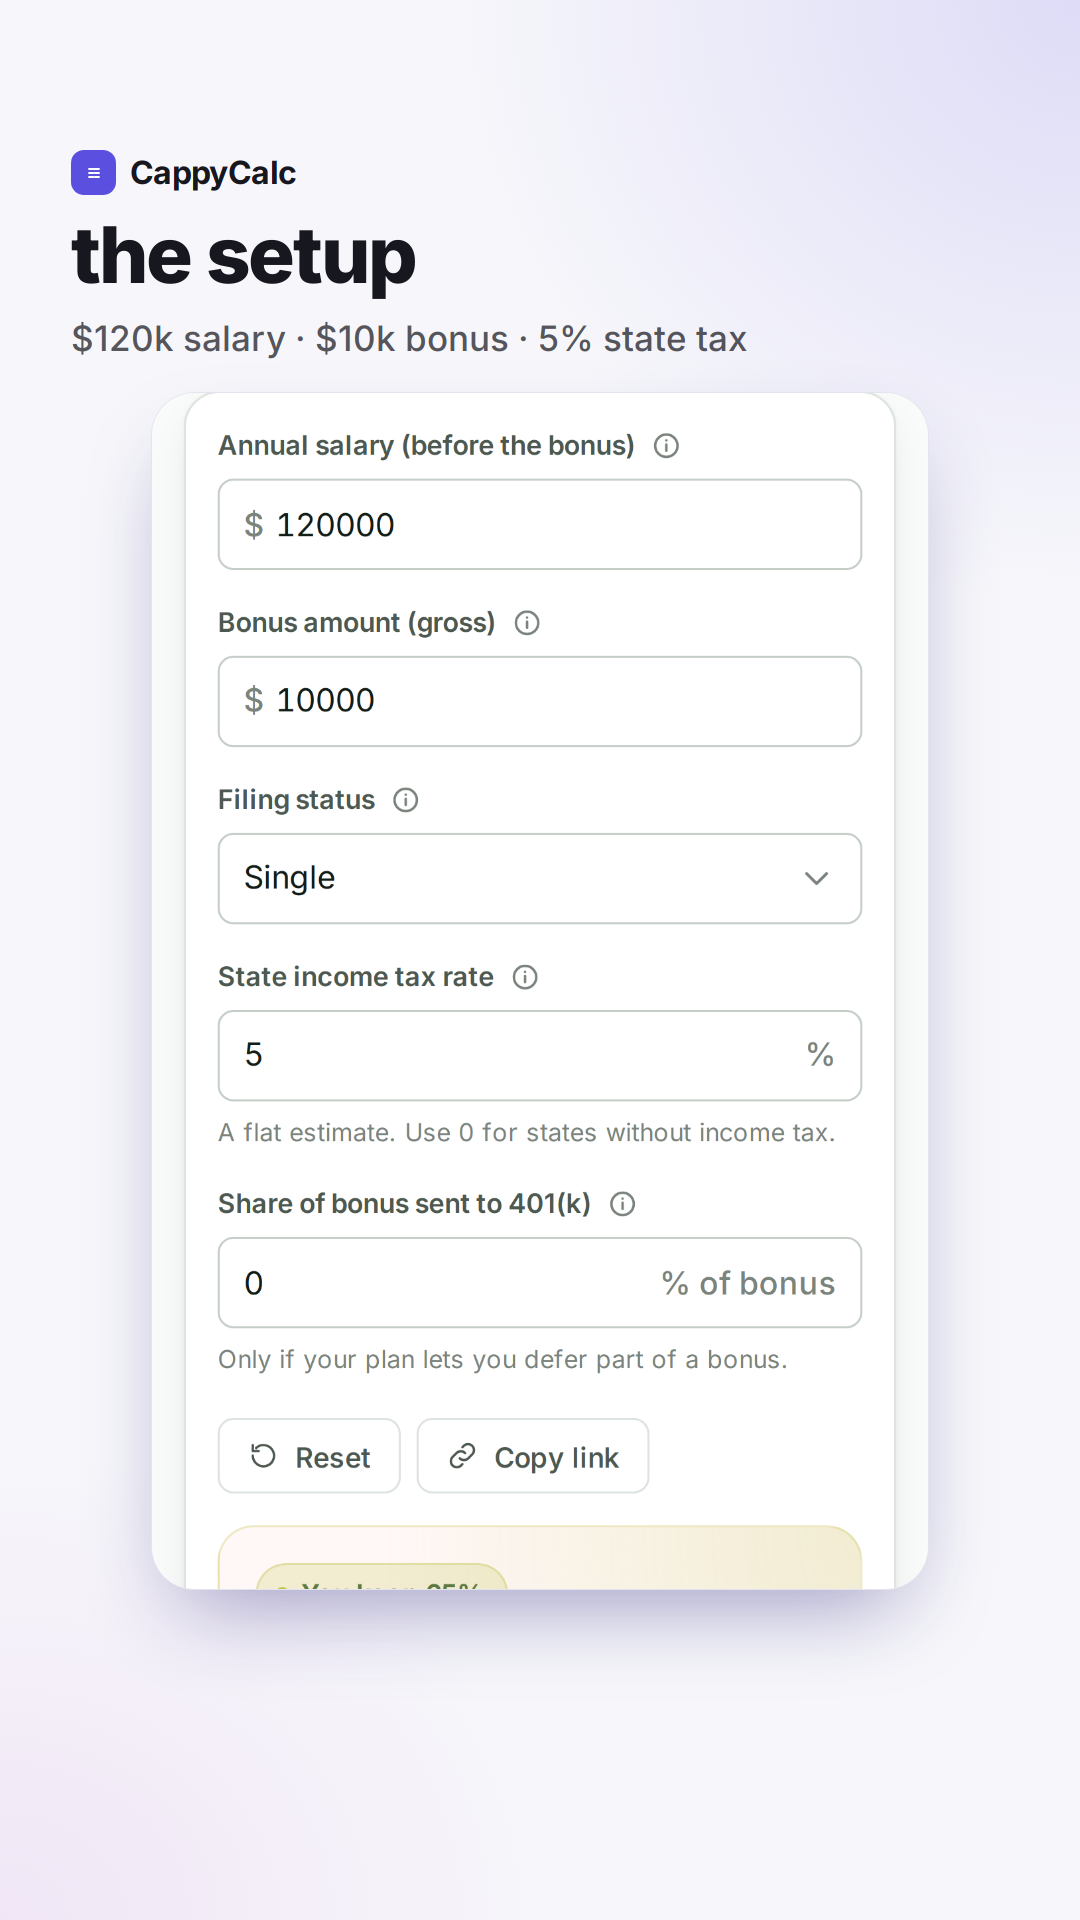 CappyCalc
the setup
$120k salary · $10k bonus · 5% state tax
Annual salary (before the bonus)
$ 120000
Bonus amount (gross)
$ 10000
Filing status
Single
State income tax rate
5 %
A flat estimate. Use 0 for states without income tax.
Share of bonus sent to 401(k)
0 % of bonus
Only if your plan lets you defer part of a bonus.
Reset Copy link